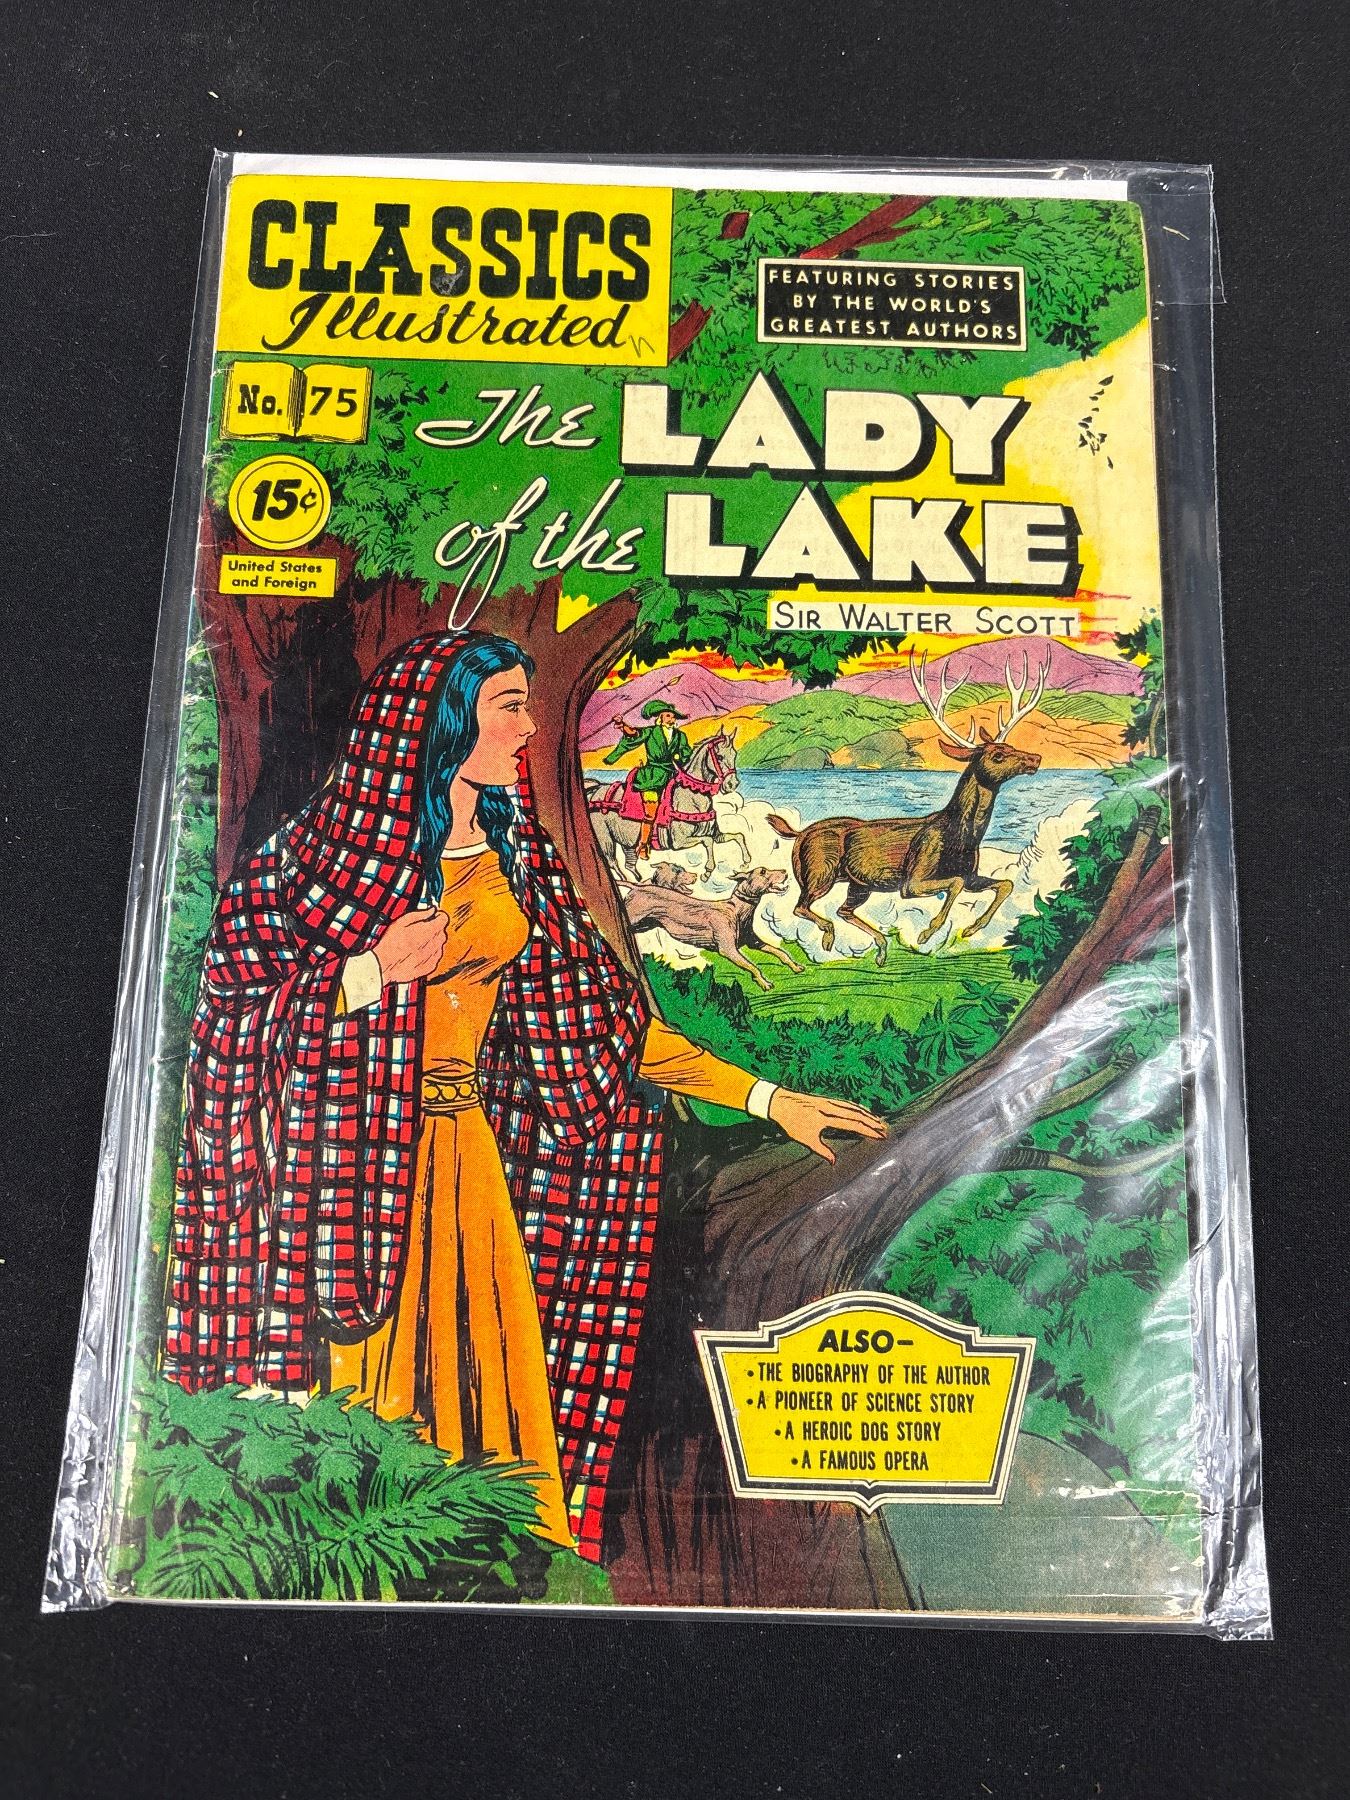 CLASSICS
Illustrated
FEATURING STORIES
BY THE WORLD'S
GREATEST AUTHORS
No. 75
The LADY
of the LAKE
15¢
United States
and Foreign
SIR WALTER SCOTT
ALSO—
• THE BIOGRAPHY OF THE AUTHOR
• A PIONEER OF SCIENCE STORY
• A HEROIC DOG STORY
• A FAMOUS OPERA